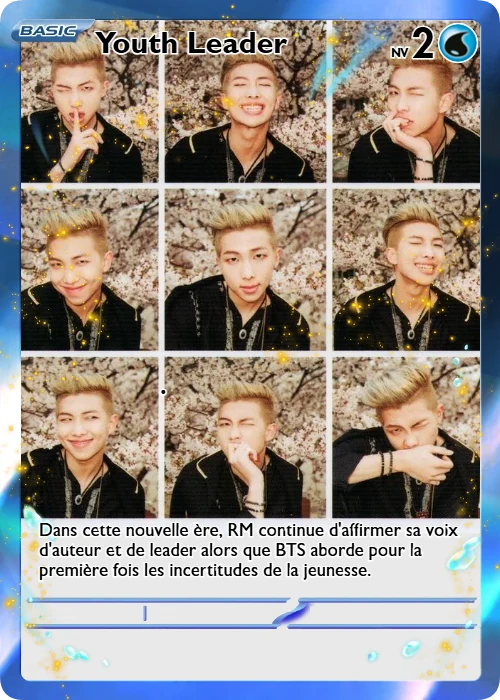 BASIC
Youth Leader
NV 2
Dans cette nouvelle ère, RM continue d'affirmer sa voix
d'auteur et de leader alors que BTS aborde pour la
première fois les incertitudes de la jeunesse.